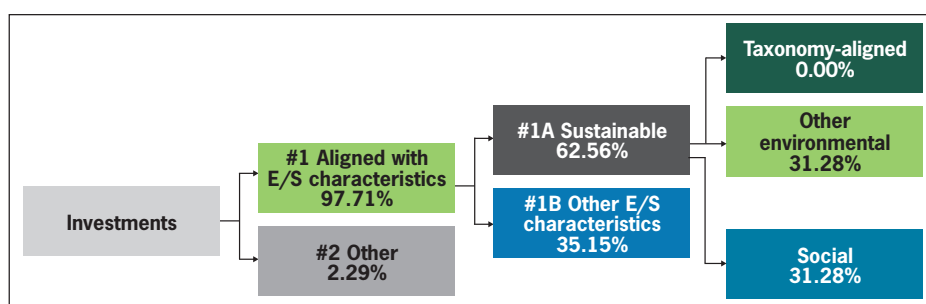 Investments
#1 Aligned with
E/S characteristics
97.71%
#2 Other
2.29%
#1A Sustainable
62.56%
#1B Other E/S
characteristics
35.15%
Taxonomy-aligned
0.00%
Other
environmental
31.28%
Social
31.28%